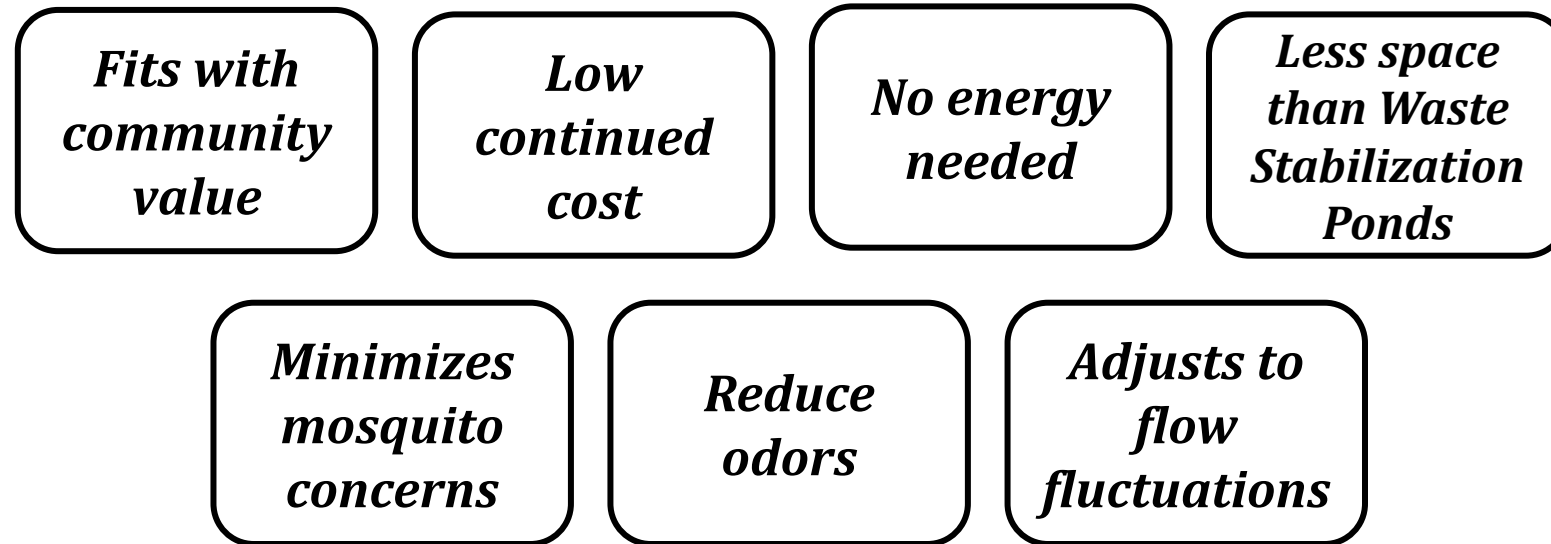 Fits with
community
value
Low
continued
cost
No energy
needed
Less space
than Waste
Stabilization
Ponds
Minimizes
mosquito
concerns
Reduce
odors
Adjusts to
flow
fluctuations